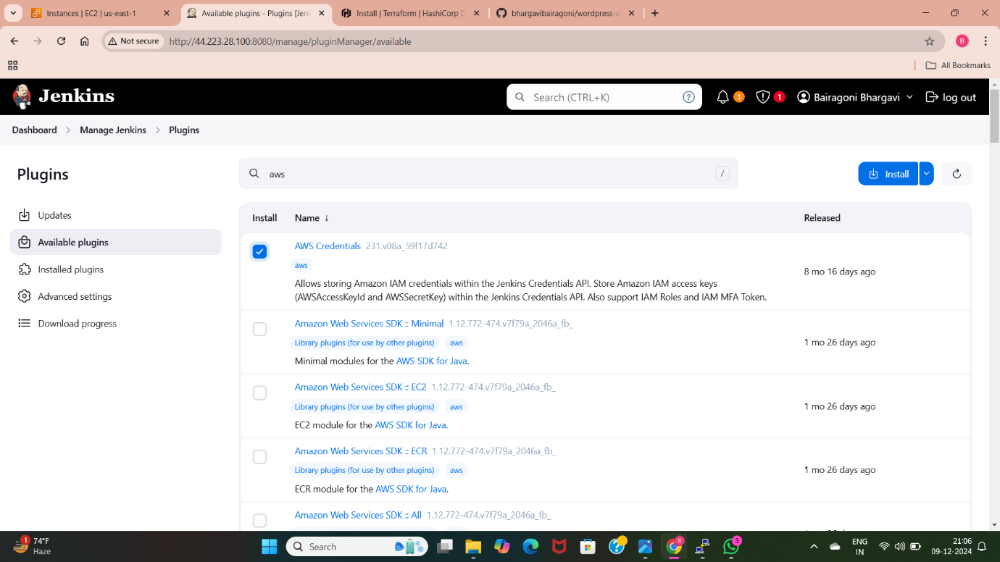 Instances | EC2 | us-east-1
Available plugins - Plugins [Jenk
Install | Terraform | HashiCorp D
bhargavibairagoni/wordpress-d
Not secure
http://44.223.28.100:8080/manage/pluginManager/available
B
All Bookmarks
Jenkins
Search (CTRL+K)
?
1
1
Bairagoni Bhargavi
log out
Dashboard
Manage Jenkins
Plugins
Plugins
aws
/
Install
Updates
Available plugins
Installed plugins
Advanced settings
Download progress
Install
Name ↓
Released
AWS Credentials 231.v08a_59f17d742
aws
Allows storing Amazon IAM credentials within the Jenkins Credentials API. Store Amazon IAM access keys
(AWSAccessKeyId and AWSSecretKey) within the Jenkins Credentials API. Also support IAM Roles and IAM MFA Token.
8 mo 16 days ago
Amazon Web Services SDK :: Minimal 1.12.772-474.v7f79a_2046a_fb_
Library plugins (for use by other plugins) aws
Minimal modules for the AWS SDK for Java.
1 mo 26 days ago
Amazon Web Services SDK :: EC2 1.12.772-474.v7f79a_2046a_fb_
Library plugins (for use by other plugins) aws
EC2 module for the AWS SDK for Java.
1 mo 26 days ago
Amazon Web Services SDK :: ECR 1.12.772-474.v7f79a_2046a_fb_
Library plugins (for use by other plugins) aws
ECR module for the AWS SDK for Java.
1 mo 26 days ago
Amazon Web Services SDK :: All 1.12.772-474.v7f79a_2046a_fb_
1
74°F
Haze
Search
B
3
ENG
IN
21:06
09-12-2024